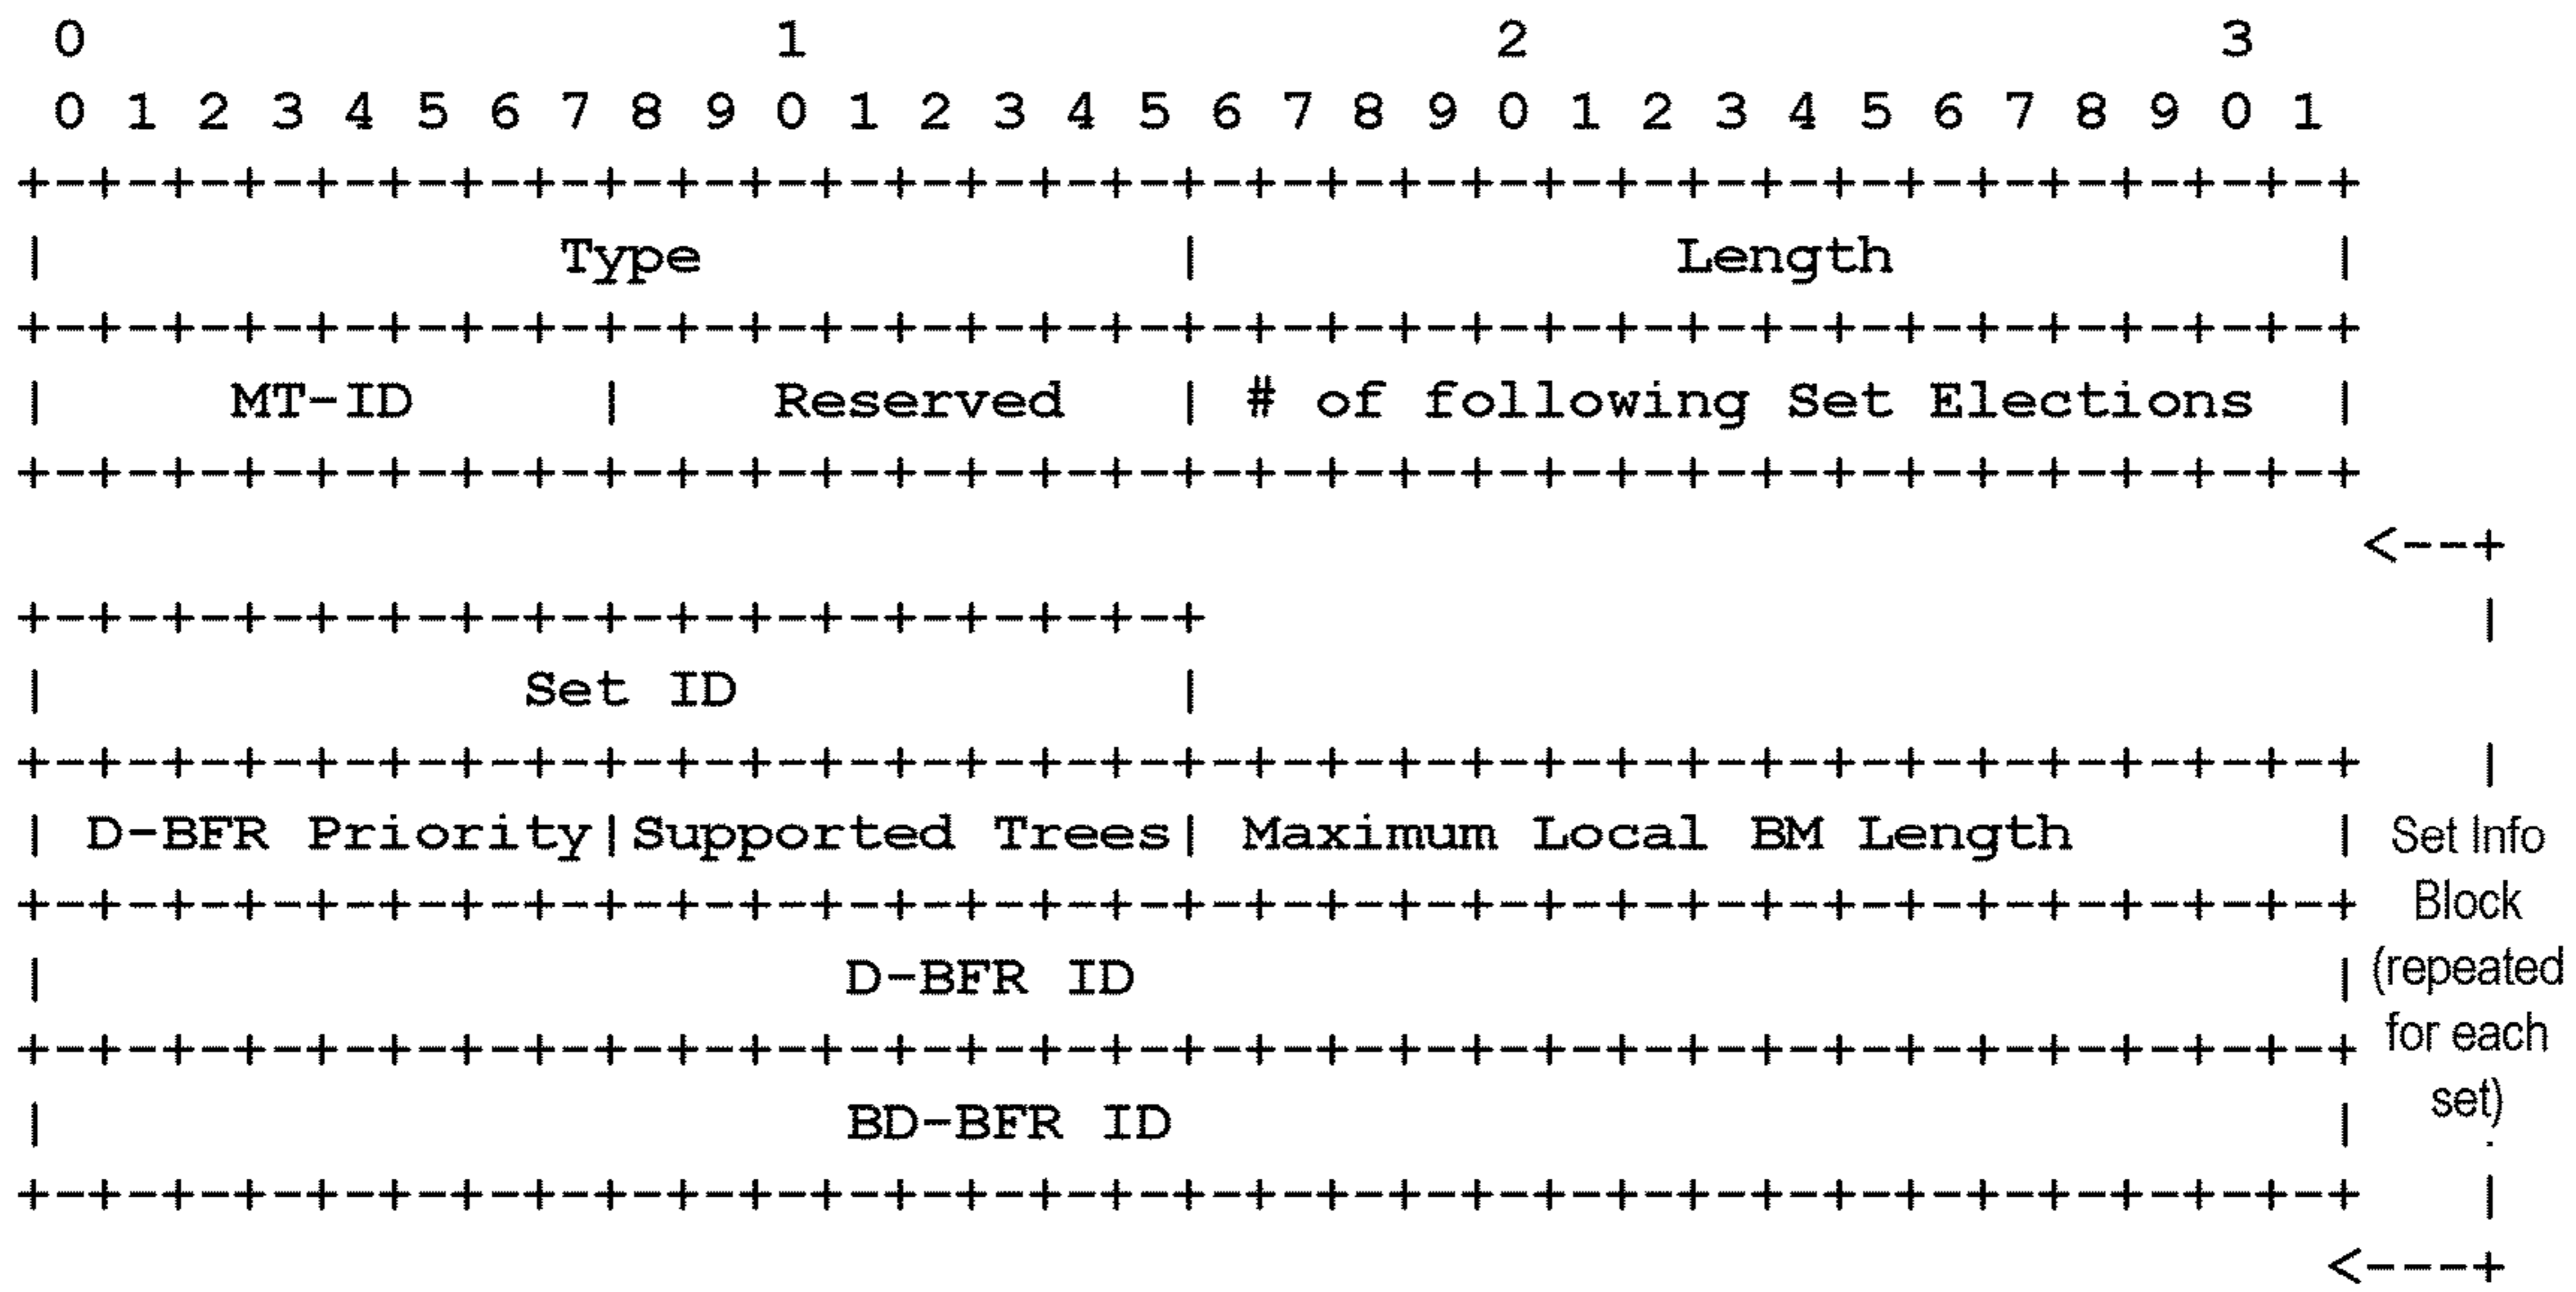 0                   1                   2                   3
0 1 2 3 4 5 6 7 8 9 0 1 2 3 4 5 6 7 8 9 0 1 2 3 4 5 6 7 8 9 0 1
+-+-+-+-+-+-+-+-+-+-+-+-+-+-+-+-+-+-+-+-+-+-+-+-+-+-+-+-+-+-+-+-+
|              Type             |             Length            |
+-+-+-+-+-+-+-+-+-+-+-+-+-+-+-+-+-+-+-+-+-+-+-+-+-+-+-+-+-+-+-+-+
|     MT-ID     |    Reserved   | # of following Set Elections  |
+-+-+-+-+-+-+-+-+-+-+-+-+-+-+-+-+-+-+-+-+-+-+-+-+-+-+-+-+-+-+-+-+
<--+
+-+-+-+-+-+-+-+-+-+-+-+-+-+-+-+-+ |
|             Set ID            |
+-+-+-+-+-+-+-+-+-+-+-+-+-+-+-+-+-+-+-+-+-+-+-+-+-+-+-+-+-+-+-+-+ |
| D-BFR Priority|Supported Trees| Maximum Local BM Length       | Set Info
+-+-+-+-+-+-+-+-+-+-+-+-+-+-+-+-+-+-+-+-+-+-+-+-+-+-+-+-+-+-+-+-+ Block
|                      D-BFR ID                                 | (repeated
+-+-+-+-+-+-+-+-+-+-+-+-+-+-+-+-+-+-+-+-+-+-+-+-+-+-+-+-+-+-+-+-+ for each
|                      BD-BFR ID                                | set)
+-+-+-+-+-+-+-+-+-+-+-+-+-+-+-+-+-+-+-+-+-+-+-+-+-+-+-+-+-+-+-+-+ |
<----+